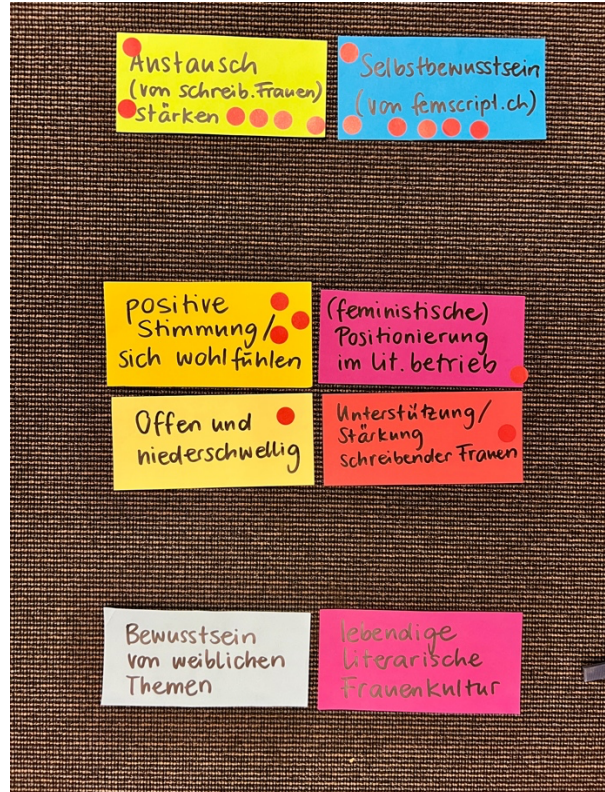 Austausch
(von schreib. Frauen)
stärken
Selbstbewusstsein
(von femscript.ch)
positive
Stimmung/
sich wohlfühlen
(feministische)
Positionierung
im Lit.betrieb
Offen und
niederschwellig
Unterstützung/
Stärkung
schreibender Frauen
Bewusstsein
von weiblichen
Themen
lebendige
literarische
Frauenkultur